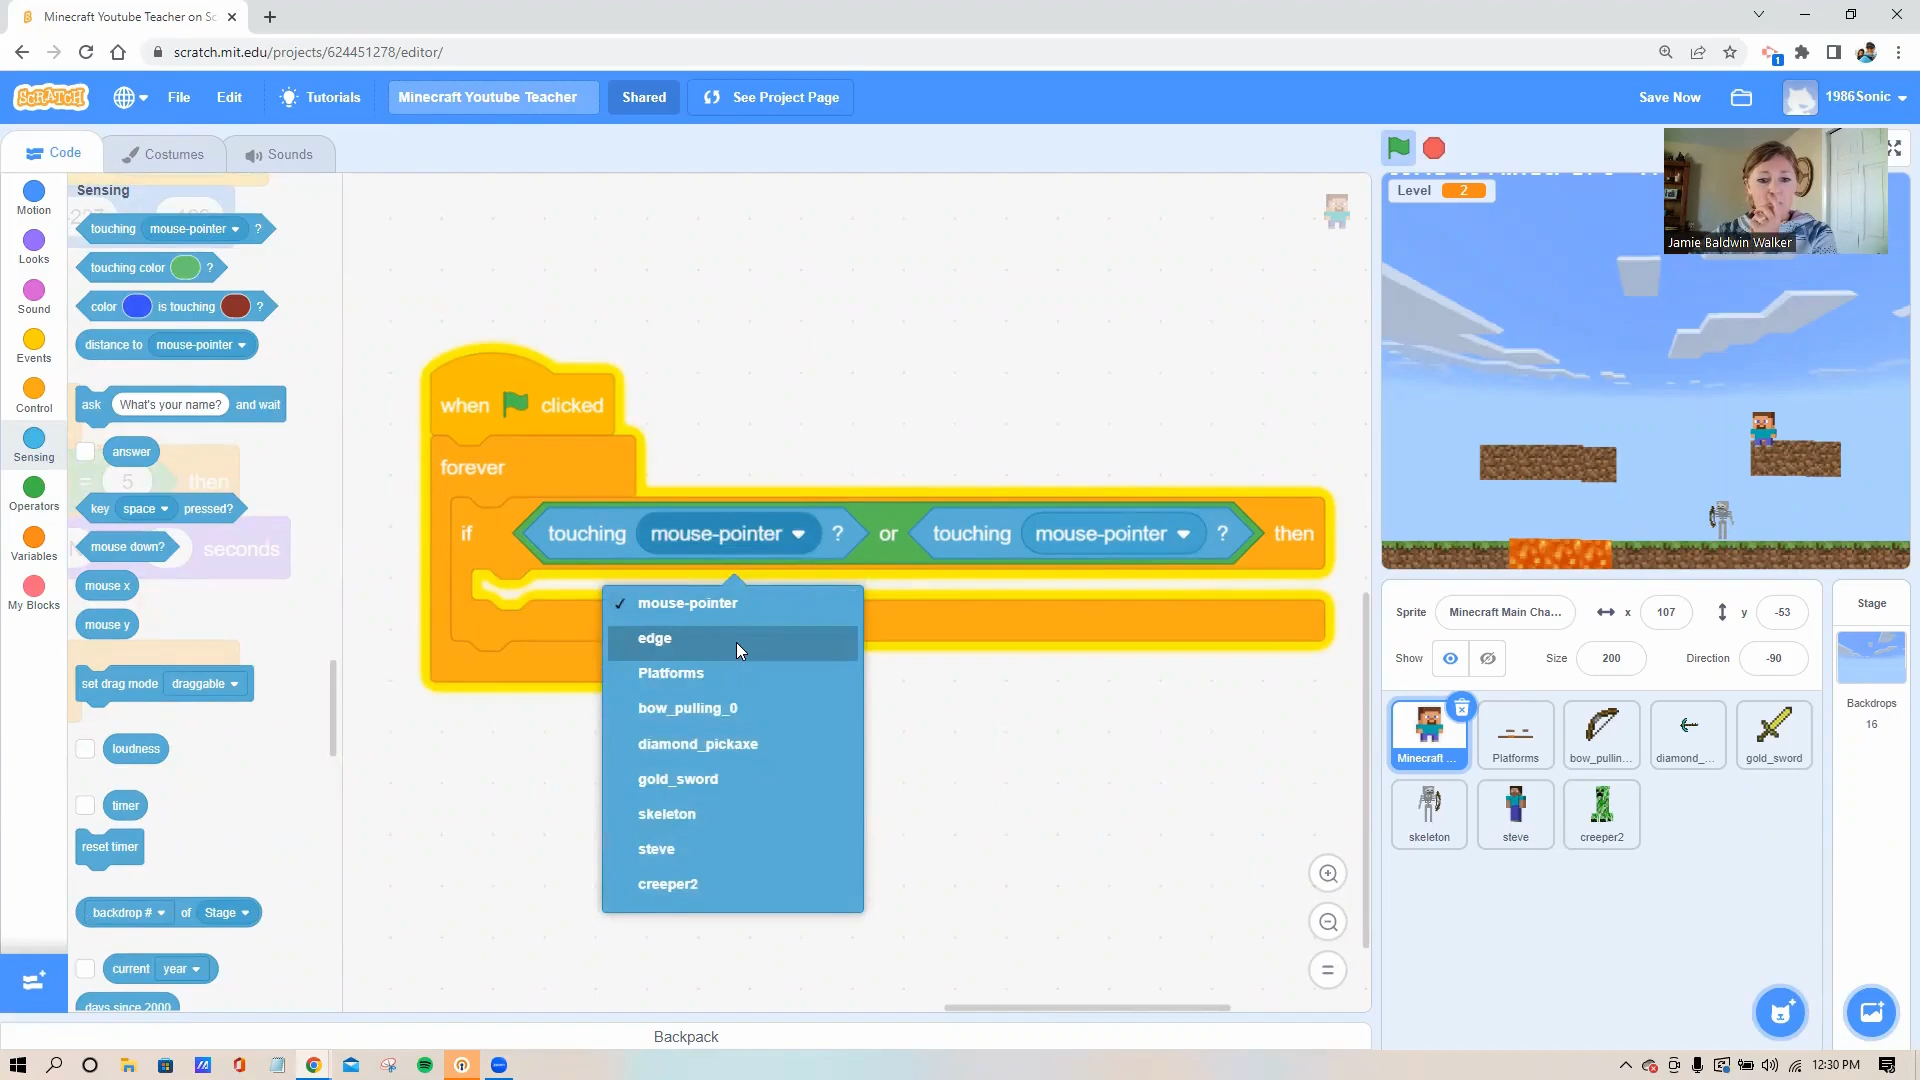 Minecraft Youtube Teacher on Sc
scratch.mit.edu/projects/624451278/editor/
1
SCRATCH
File
Edit
Tutorials
Minecraft Youtube Teacher
Shared
See Project Page
Save Now
1986Sonic
Code
Costumes
Sounds
Motion
Looks
Sound
Events
Control
Sensing
Operators
Variables
My Blocks
Sensing
touching mouse-pointer ?
touching color ?
color is touching ?
distance to mouse-pointer
ask What's your name? and wait
answer
= 5 then
key space pressed?
mouse down? seconds
mouse x
mouse y
set drag mode draggable
loudness
timer
reset timer
backdrop # of Stage
current year
days since 2000
when clicked
forever
if touching mouse-pointer ? or touching mouse-pointer ? then
✓ mouse-pointer
edge
Platforms
bow_pulling_0
diamond_pickaxe
gold_sword
skeleton
steve
creeper2
Level 2
Jamie Baldwin Walker
Sprite Minecraft Main Cha... x 107 y -53
Show Size 200 Direction -90
Minecraft ...
Platforms
bow_pullin...
diamond_...
gold_sword
skeleton
steve
creeper2
Stage
Backdrops
16
Backpack
12:30 PM